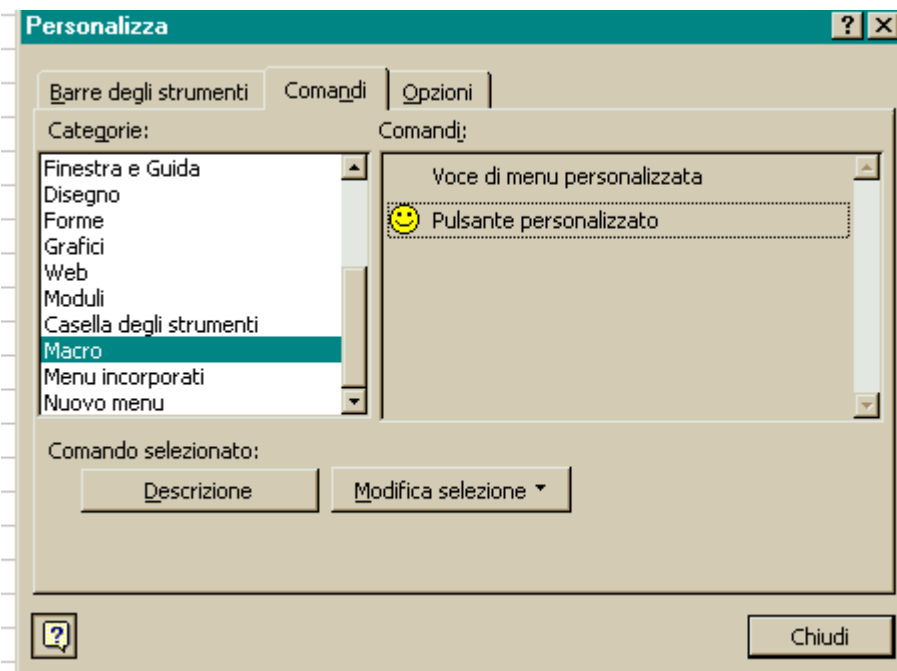 Personalizza
Barre degli strumenti
Comandi
Opzioni
Categorie:
Comandi:
Finestra e Guida
Disegno
Forme
Grafici
Web
Moduli
Casella degli strumenti
Macro
Menu incorporati
Nuovo menu
Voce di menu personalizzata
Pulsante personalizzato
Comando selezionato:
Descrizione
Modifica selezione
Chiudi